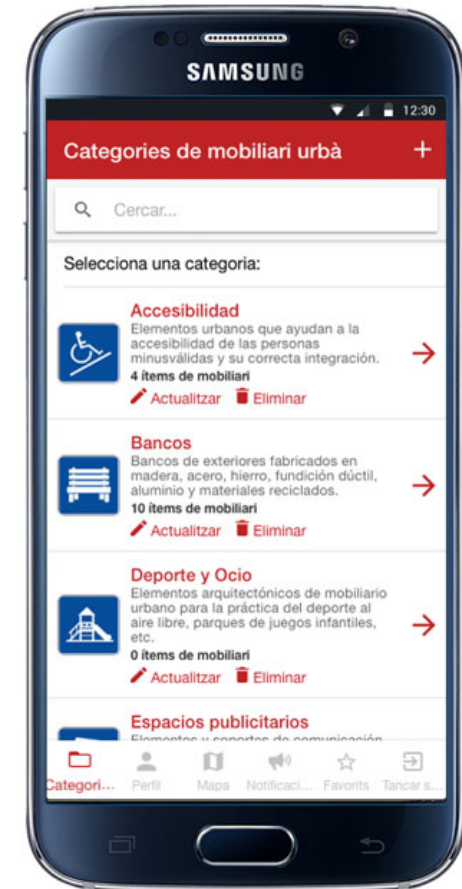 SAMSUNG
12:30
Categories de mobiliari urbà +
Cercar...
Selecciona una categoria:
Accesibilidad
Elementos urbanos que ayudan a la
accesibilidad de las personas
minusválidas y su correcta integración.
4 ítems de mobiliari
Actualitzar Eliminar
Bancos
Bancos de exteriores fabricados en
madera, acero, hierro, fundición dúctil,
aluminio y materiales reciclados.
10 ítems de mobiliari
Actualitzar Eliminar
Deporte y Ocio
Elementos arquitectónicos de mobiliario
urbano para la práctica del deporte al
aire libre, parques de juegos infantiles,
etc.
0 ítems de mobiliari
Actualitzar Eliminar
Espacios publicitarios
Elementos y soportes de comunicación
Categori... Perfil Mapa Notificaci... Favorits Tancar s...